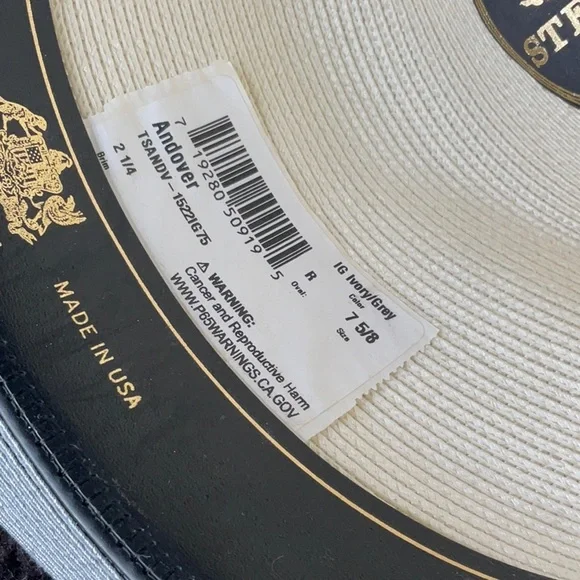 Andover
TSANDV-1522IG75
2 1/4
Brim
7 19280 50919 5
R
Oval:
IG Ivory/Grey
Color
7 5/8
Size
⚠ WARNING:
Cancer and Reproductive Harm
WWW.P65WARNINGS.CA.GOV
MADE IN USA